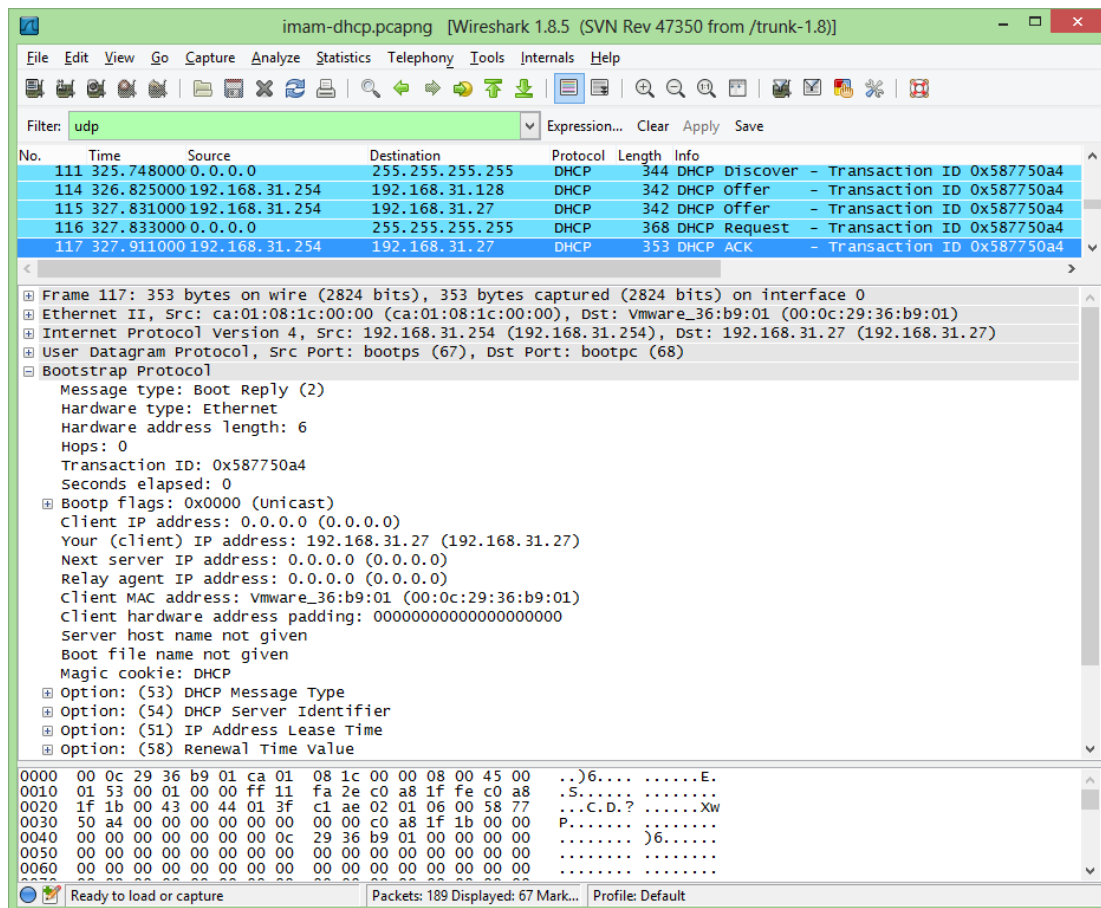 imam-dhcp.pcapng [Wireshark 1.8.5 (SVN Rev 47350 from /trunk-1.8)]
File Edit View Go Capture Analyze Statistics Telephony Tools Internals Help
Filter: udp Expression... Clear Apply Save
No. Time Source Destination Protocol Length Info
111 325.748000 0.0.0.0 255.255.255.255 DHCP 344 DHCP Discover - Transaction ID 0x587750a4
114 326.825000 192.168.31.254 192.168.31.128 DHCP 342 DHCP Offer - Transaction ID 0x587750a4
115 327.831000 192.168.31.254 192.168.31.27 DHCP 342 DHCP Offer - Transaction ID 0x587750a4
116 327.833000 0.0.0.0 255.255.255.255 DHCP 368 DHCP Request - Transaction ID 0x587750a4
117 327.911000 192.168.31.254 192.168.31.27 DHCP 353 DHCP ACK - Transaction ID 0x587750a4
Frame 117: 353 bytes on wire (2824 bits), 353 bytes captured (2824 bits) on interface 0
Ethernet II, Src: ca:01:08:1c:00:00 (ca:01:08:1c:00:00), Dst: Vmware_36:b9:01 (00:0c:29:36:b9:01)
Internet Protocol Version 4, Src: 192.168.31.254 (192.168.31.254), Dst: 192.168.31.27 (192.168.31.27)
User Datagram Protocol, Src Port: bootps (67), Dst Port: bootpc (68)
Bootstrap Protocol
Message type: Boot Reply (2)
Hardware type: Ethernet
Hardware address length: 6
Hops: 0
Transaction ID: 0x587750a4
Seconds elapsed: 0
Bootp flags: 0x0000 (Unicast)
Client IP address: 0.0.0.0 (0.0.0.0)
Your (client) IP address: 192.168.31.27 (192.168.31.27)
Next server IP address: 0.0.0.0 (0.0.0.0)
Relay agent IP address: 0.0.0.0 (0.0.0.0)
Client MAC address: Vmware_36:b9:01 (00:0c:29:36:b9:01)
Client hardware address padding: 00000000000000000000
Server host name not given
Boot file name not given
Magic cookie: DHCP
Option: (53) DHCP Message Type
Option: (54) DHCP Server Identifier
Option: (51) IP Address Lease Time
Option: (58) Renewal Time Value
0000 00 0c 29 36 b9 01 ca 01 08 1c 00 00 08 00 45 00 ..)6.... ......E.
0010 01 53 00 01 00 00 ff 11 fa 2e c0 a8 1f fe c0 a8 .S...... ........
0020 1f 1b 00 43 00 44 01 3f c1 ae 02 01 06 00 58 77 ...C.D.? ......Xw
0030 50 a4 00 00 00 00 00 00 00 00 c0 a8 1f 1b 00 00 P....... ........
0040 00 00 00 00 00 00 00 0c 29 36 b9 01 00 00 00 00 ........ )6......
0050 00 00 00 00 00 00 00 00 00 00 00 00 00 00 00 00 ........ ........
0060 00 00 00 00 00 00 00 00 00 00 00 00 00 00 00 00 ........ ........
Ready to load or capture Packets: 189 Displayed: 67 Mark... Profile: Default